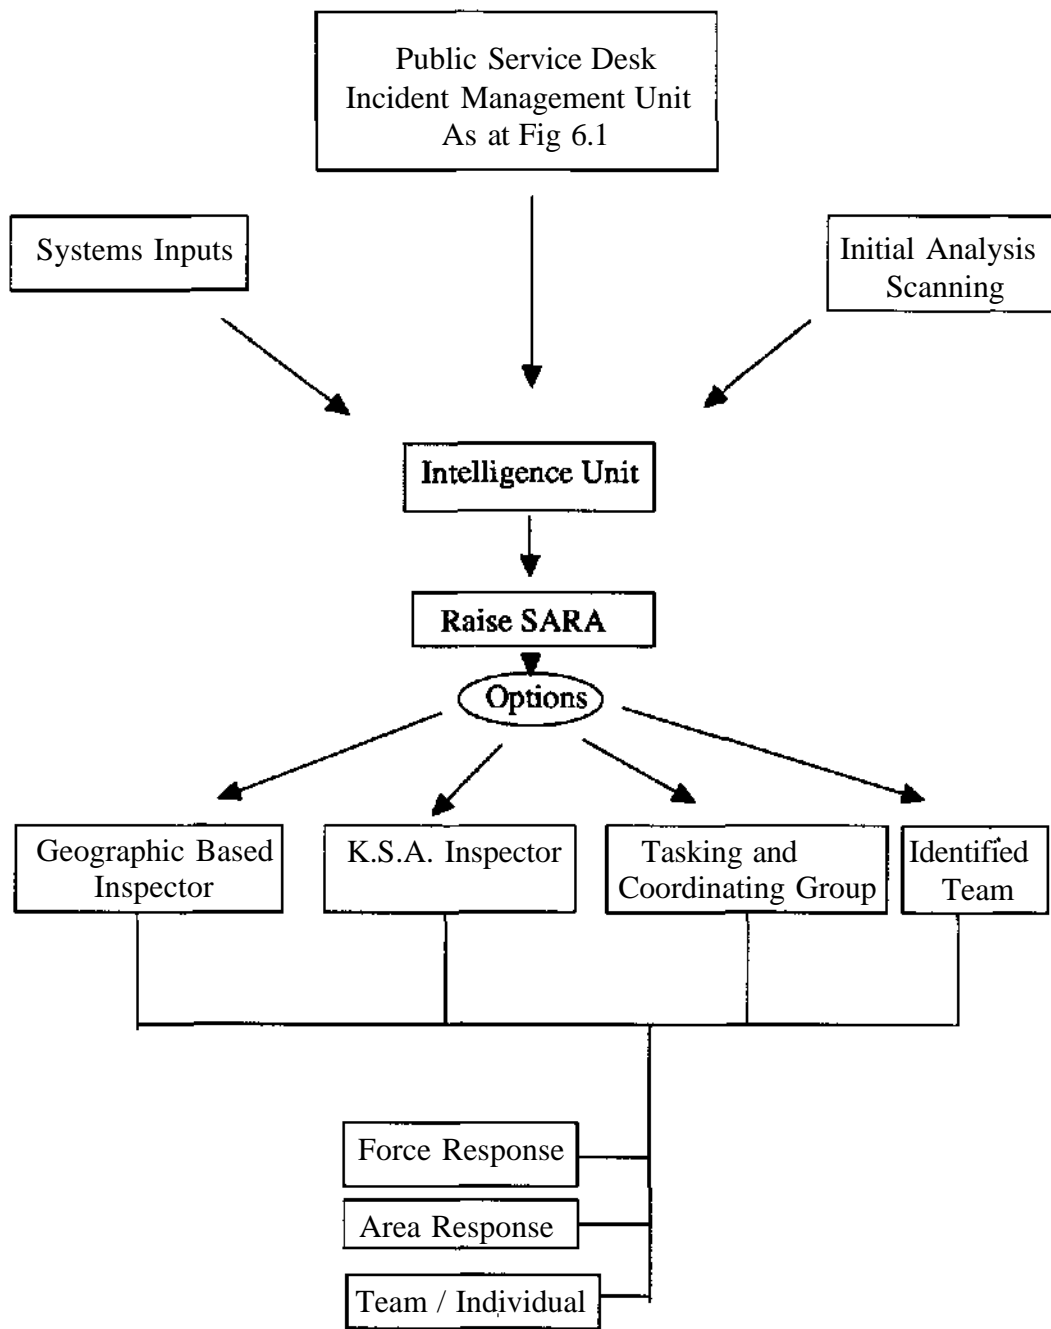 Public Service Desk
Incident Management Unit
As at Fig 6.1
Systems Inputs
Initial Analysis
Scanning
Intelligence Unit
Raise SARA
Options
Geographic Based
Inspector
K.S.A. Inspector
Tasking and
Coordinating Group
Identified
Team
Force Response
Area Response
Team / Individual